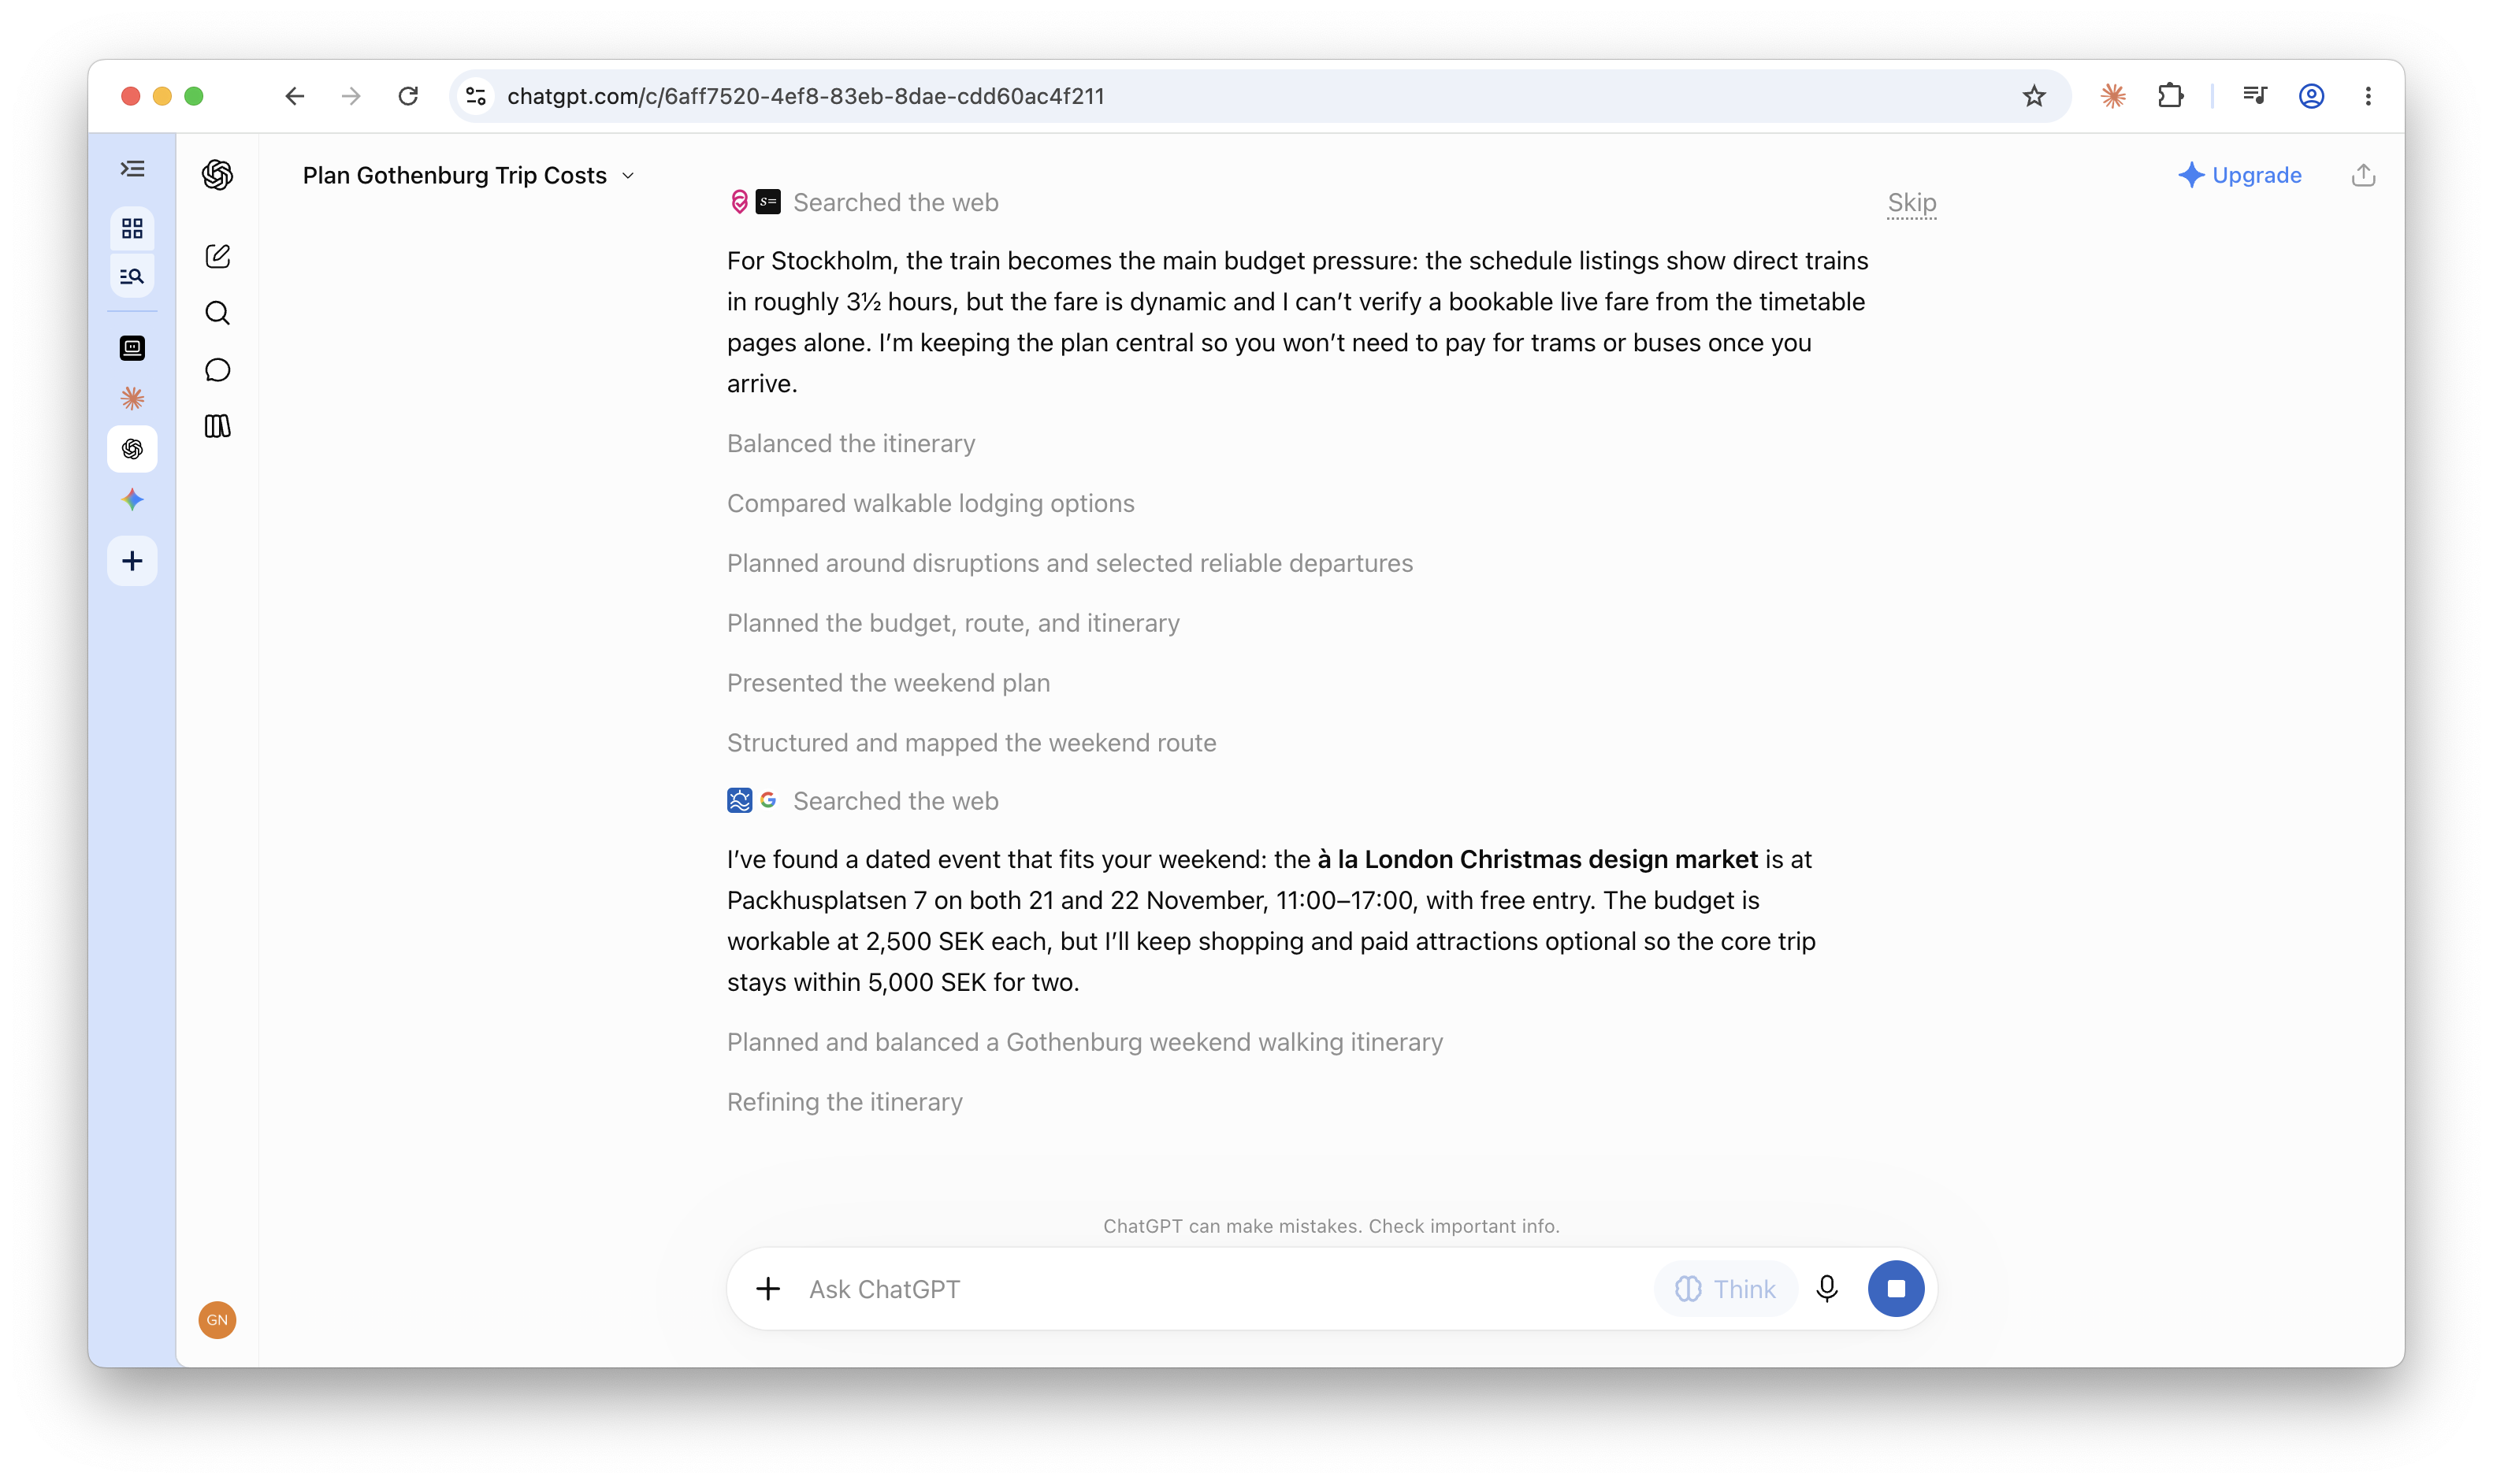 chatgpt.com/c/6aff7520-4ef8-83eb-8dae-cdd60ac4f211
Plan Gothenburg Trip Costs
Upgrade
s=
Searched the web
Skip
For Stockholm, the train becomes the main budget pressure: the schedule listings show direct trains
in roughly 3½ hours, but the fare is dynamic and I can’t verify a bookable live fare from the timetable
pages alone. I’m keeping the plan central so you won’t need to pay for trams or buses once you
arrive.
Balanced the itinerary
Compared walkable lodging options
Planned around disruptions and selected reliable departures
Planned the budget, route, and itinerary
Presented the weekend plan
Structured and mapped the weekend route
G
Searched the web
I’ve found a dated event that fits your weekend: the à la London Christmas design market is at
Packhusplatsen 7 on both 21 and 22 November, 11:00–17:00, with free entry. The budget is
workable at 2,500 SEK each, but I’ll keep shopping and paid attractions optional so the core trip
stays within 5,000 SEK for two.
Planned and balanced a Gothenburg weekend walking itinerary
Refining the itinerary
ChatGPT can make mistakes. Check important info.
Ask ChatGPT
Think
GN